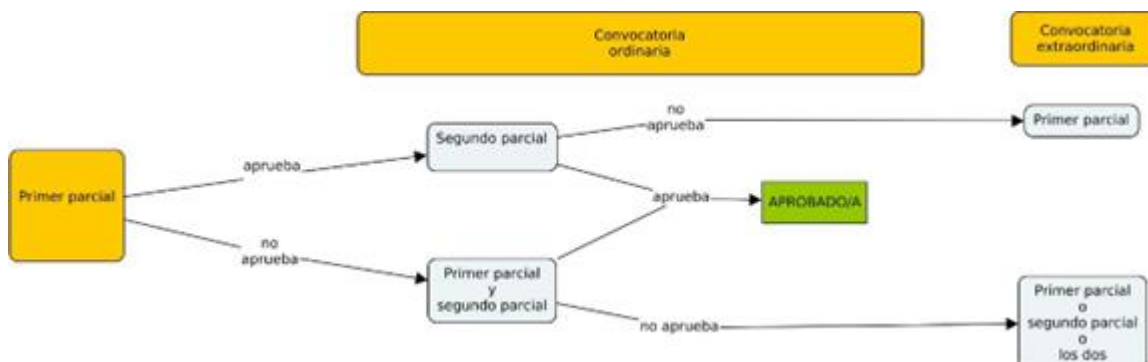 Convocatoria
ordinaria
Convocatoria
extraordinaria
no
aprueba
Primer parcial
Segundo parcial
aprueba
Primer parcial
aprueba
APROBADO/A
no
aprueba
Primer parcial
y
segundo parcial
no aprueba
Primer parcial
o
segundo parcial
o
los dos